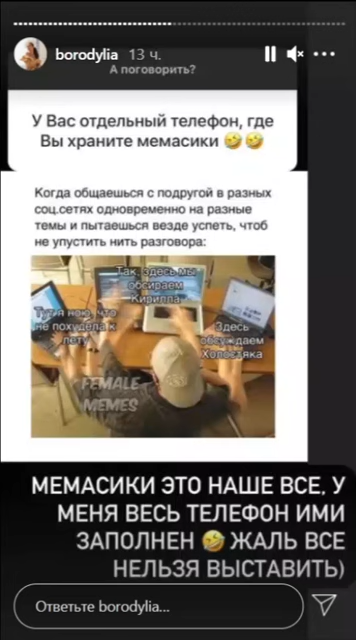 borodylia 13 ч.
А поговорить?
У Вас отдельный телефон, где
Вы храните мемасики 🤣🤣
Когда общаешься с подругой в разных
соц.сетях одновременно на разные
темы и пытаешься везде успеть, чтоб
не упустить нить разговора:
Так, здесь мы
обсираем
Кирилла
Тут я ною, что
не похудела к
лету
Здесь
обсуждаем
Холостяка
FEMALE
MEMES
МЕМАСИКИ ЭТО НАШЕ ВСЕ, У
МЕНЯ ВЕСЬ ТЕЛЕФОН ИМИ
ЗАПОЛНЕН 🤣 ЖАЛЬ ВСЕ
НЕЛЬЗЯ ВЫСТАВИТЬ)
Ответьте borodylia...